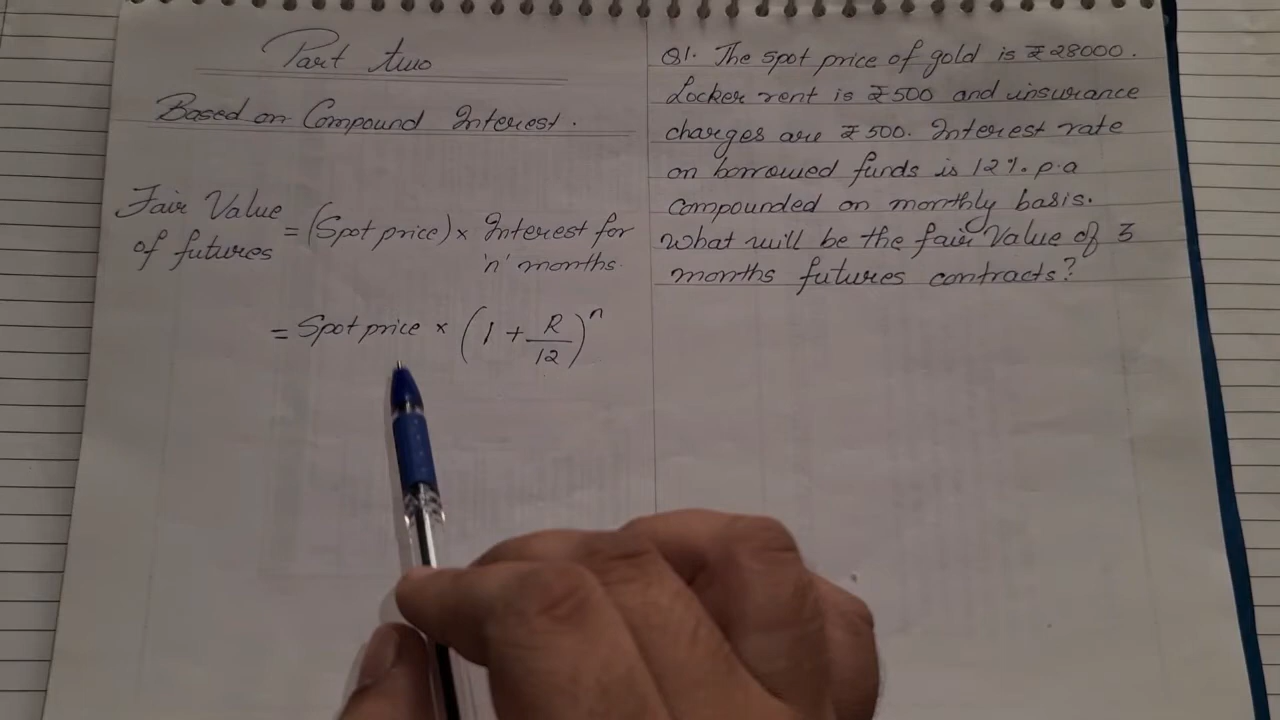 Part two
Based on Compound Interest.
Fair Value of futures = (Spot price) × Interest for 'n' months.
= Spot price × (1 + R/12)^n
Q1. The spot price of gold is ₹28000.
Locker rent is ₹500 and insurance
charges are ₹500. Interest rate
on borrowed funds is 12% p.a
compounded on monthly basis.
What will be the fair Value of 3
months futures contracts?